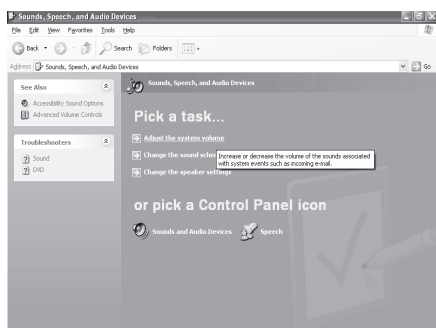 Sounds, Speech, and Audio Devices
File Edit View Favorites Tools Help
Back Search Folders
Address Sounds, Speech, and Audio Devices Go
See Also
Accessibility Sound Options
Advanced Volume Controls
Troubleshooters
Sound
DVD
Sounds, Speech, and Audio Devices
Pick a task...
Adjust the system volume
Change the sound sche
Increase or decrease the volume of the sounds associated
with system events such as incoming e-mail.
Change the speaker settings
or pick a Control Panel icon
Sounds and Audio Devices Speech